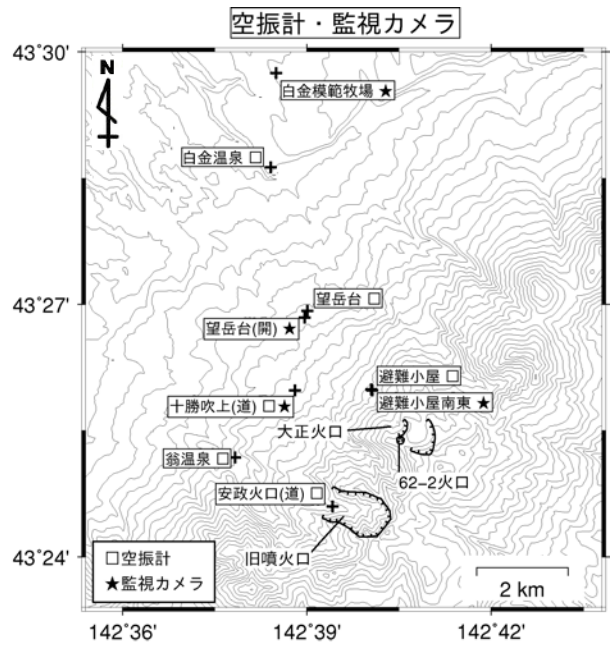 空振計・監視カメラ
43°30'
N
白金模範牧場 ★
白金温泉 □
43°27'
望岳台 □
望岳台(開) ★
避難小屋 □
十勝吹上(道) □★
避難小屋南東 ★
大正火口
翁温泉 □
62-2火口
安政火口(道) □
旧噴火口
43°24'
□空振計
★監視カメラ
2 km
142°36'
142°39'
142°42'